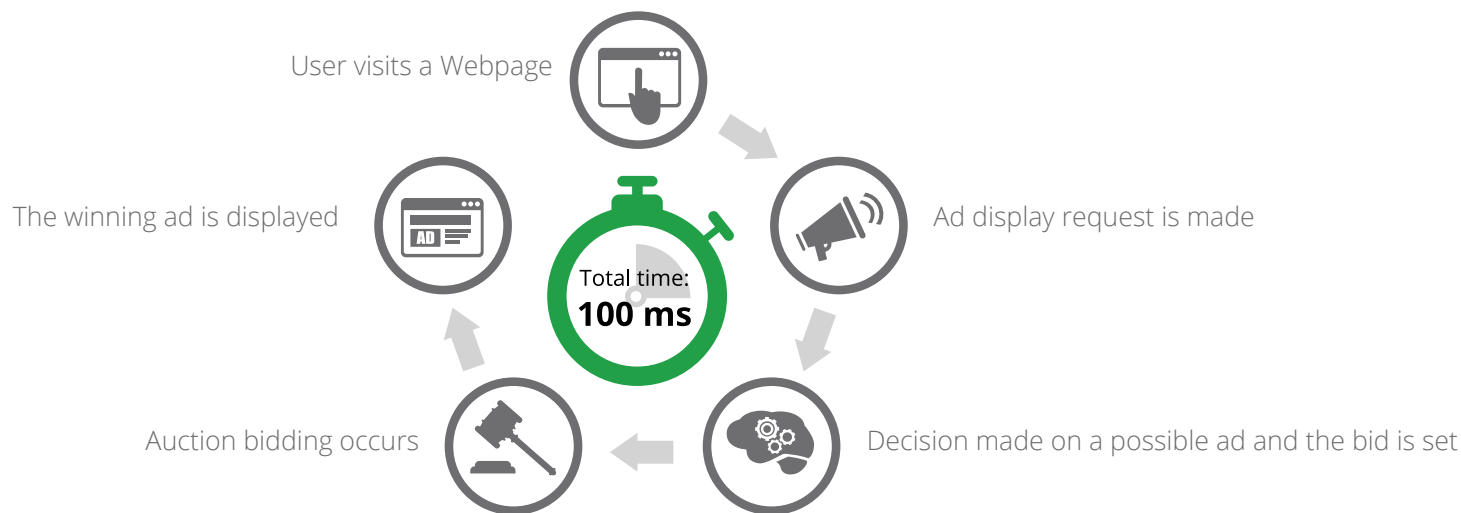 User visits a Webpage
Ad display request is made
Decision made on a possible ad and the bid is set
Auction bidding occurs
The winning ad is displayed
AD
Total time:
100 ms